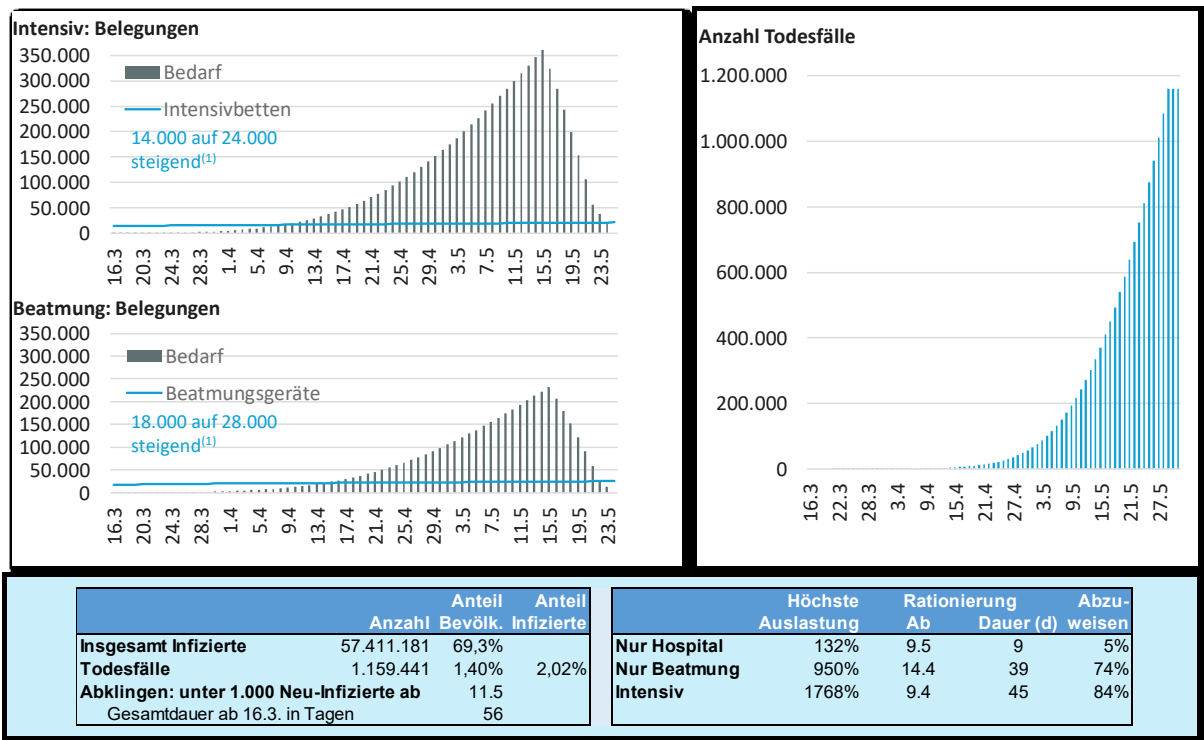 Intensiv: Belegungen
350.000
300.000
250.000
200.000
150.000
100.000
50.000
0
Bedarf
Intensivbetten
14.000 auf 24.000
steigend(1)
16.3 20.3 24.3 28.3 1.4 5.4 9.4 13.4 17.4 21.4 25.4 29.4 3.5 7.5 11.5 15.5 19.5 23.5
Beatmung: Belegungen
350.000
300.000
250.000
200.000
150.000
100.000
50.000
0
Bedarf
Beatmungsgeräte
18.000 auf 28.000
steigend(1)
16.3 20.3 24.3 28.3 1.4 5.4 9.4 13.4 17.4 21.4 25.4 29.4 3.5 7.5 11.5 15.5 19.5 23.5
Anzahl Todesfälle
1.200.000
1.000.000
800.000
600.000
400.000
200.000
0
16.3 22.3 28.3 3.4 9.4 15.4 21.4 27.4 3.5 9.5 15.5 21.5 27.5
Anteil Anteil
Anzahl Bevölk. Infizierte
Insgesamt Infizierte 57.411.181 69,3%
Todesfälle 1.159.441 1,40% 2,02%
Abklingen: unter 1.000 Neu-Infizierte ab 11.5
Gesamtdauer ab 16.3. in Tagen 56
Höchste Rationierung Abzu-
Auslastung Ab Dauer (d) weisen
Nur Hospital 132% 9.5 9 5%
Nur Beatmung 950% 14.4 39 74%
Intensiv 1768% 9.4 45 84%